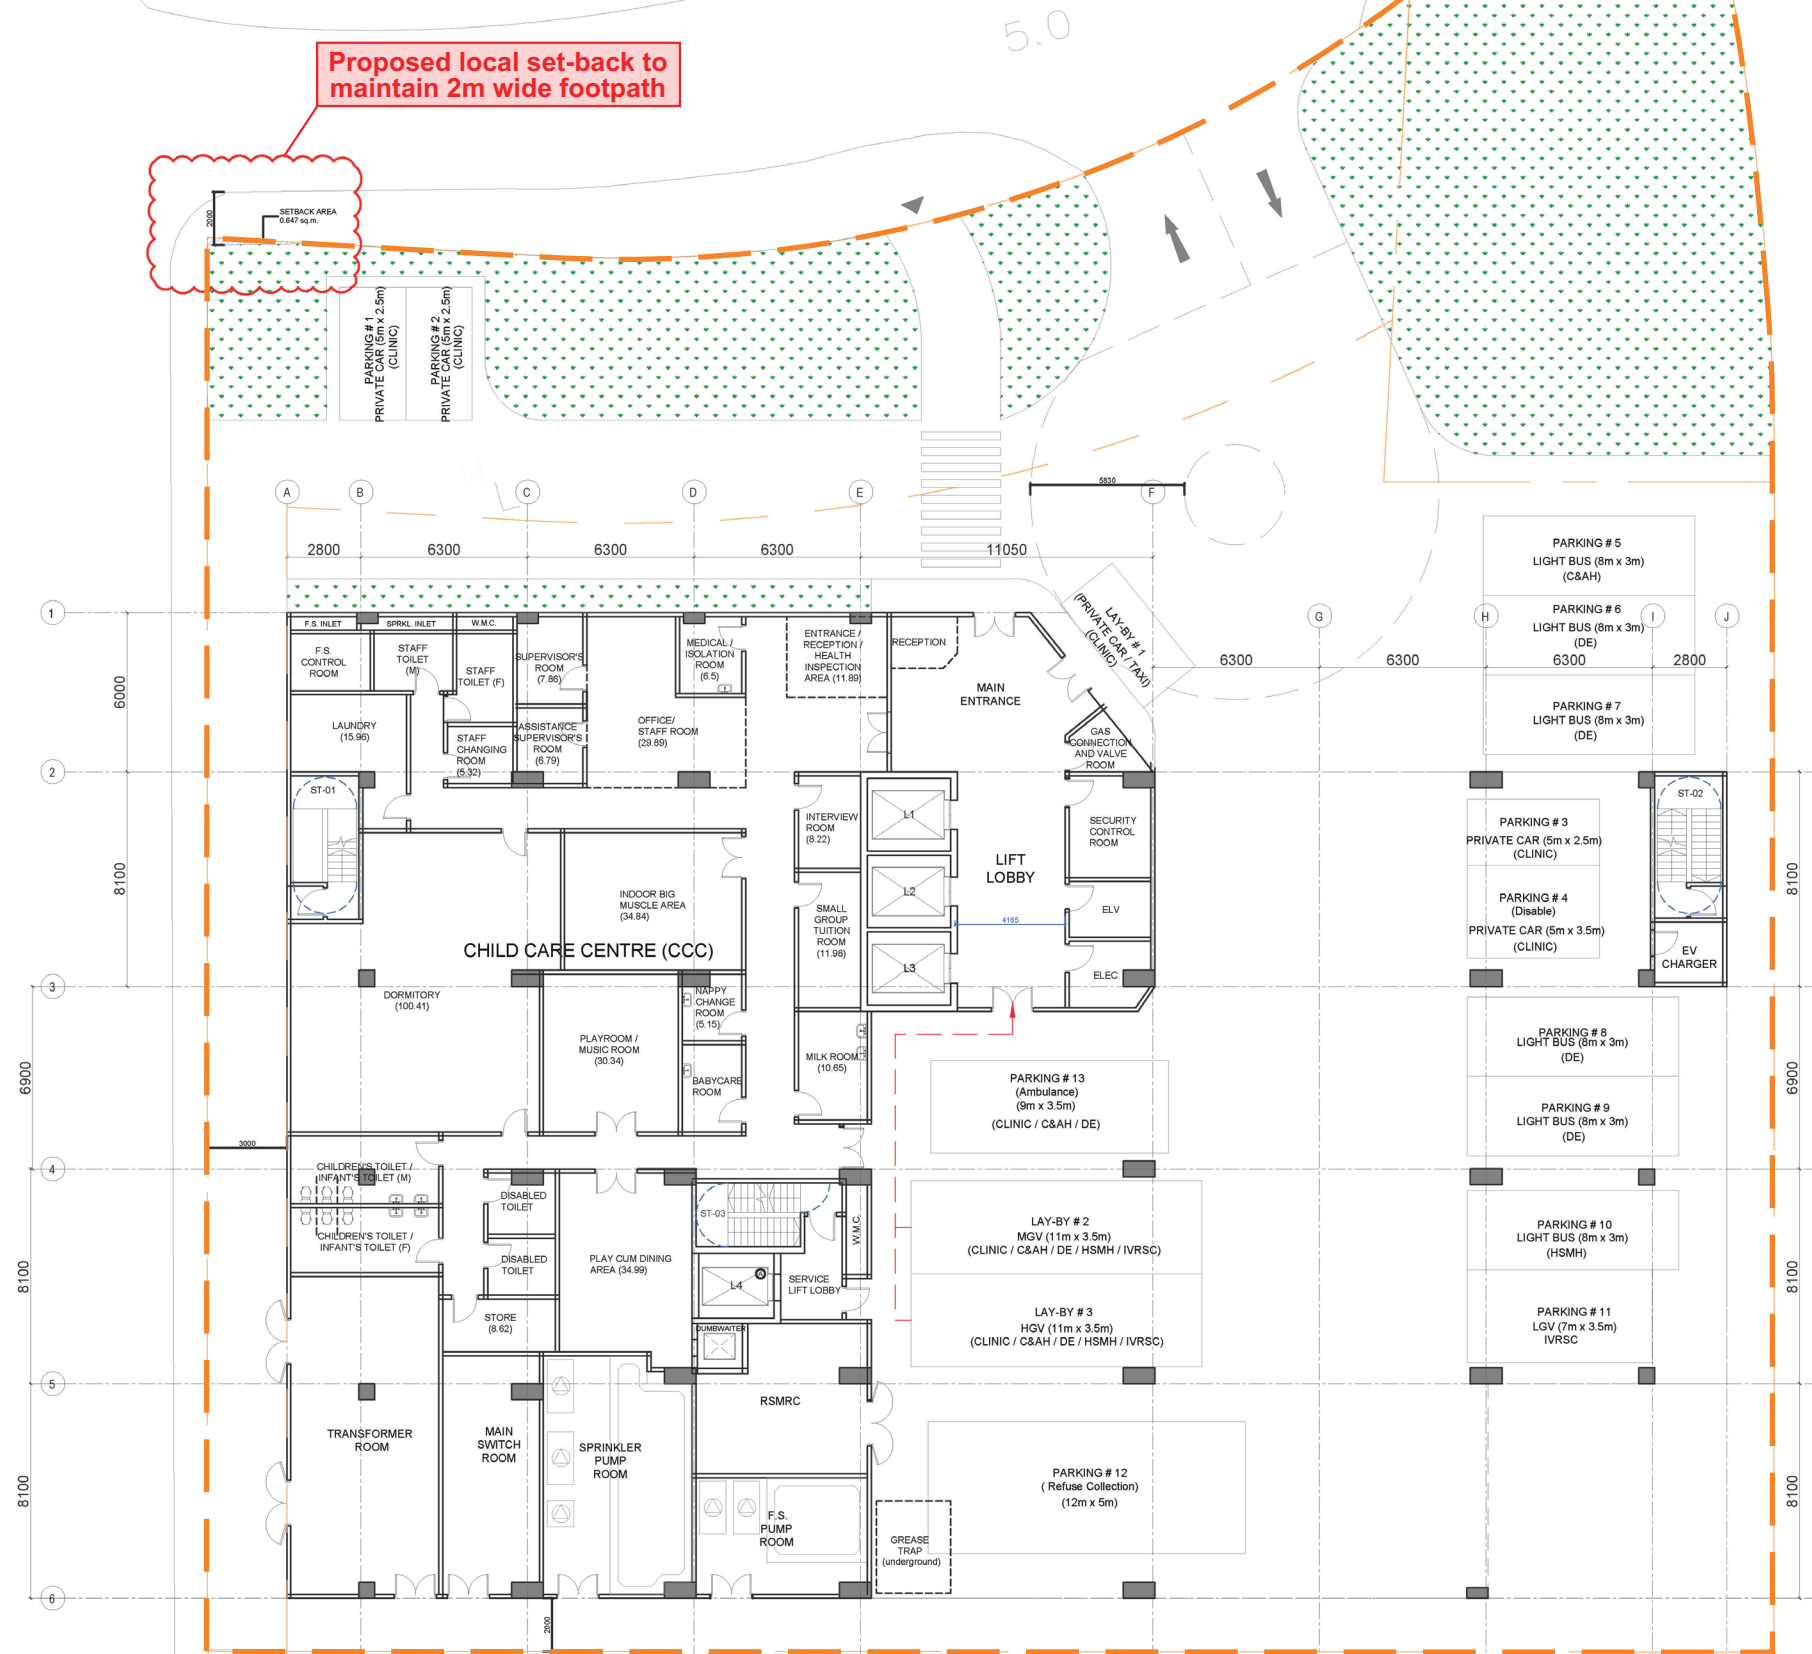 5.0
Proposed local set-back to
maintain 2m wide footpath
2000
SETBACK AREA
0.647 sq.m.
PARKING # 1
PRIVATE CAR (5m x 2.5m)
(CLINIC)
PARKING # 2
PRIVATE CAR (5m x 2.5m)
(CLINIC)
A
B
C
D
E
F
5830
2800
6300
6300
6300
11050
PARKING # 5
LIGHT BUS (8m x 3m)
(C&AH)
PARKING # 6
LIGHT BUS (8m x 3m)
(DE)
PARKING # 7
LIGHT BUS (8m x 3m)
(DE)
G
H
I
J
6300
6300
6300
2800
LAY-BY # 1
(PRIVATE CAR / TAXI)
(CLINIC)
1
2
3
4
5
6
6000
8100
6900
8100
8100
F.S. INLET
SPRKL. INLET
W.M.C.
F.S.
CONTROL
ROOM
STAFF
TOILET
(M)
STAFF
TOILET (F)
SUPERVISOR'S
ROOM
(7.86)
MEDICAL /
ISOLATION
ROOM
(6.5)
ENTRANCE /
RECEPTION /
HEALTH
INSPECTION
AREA (11.89)
RECEPTION
MAIN
ENTRANCE
LAUNDRY
(15.96)
STAFF
CHANGING
ROOM
(5.32)
ASSISTANCE
SUPERVISOR'S
ROOM
(6.79)
OFFICE/
STAFF ROOM
(29.89)
GAS
CONNECTION
AND VALVE
ROOM
ST-01
INTERVIEW
ROOM
(8.22)
L1
L2
L3
LIFT
LOBBY
4165
SECURITY
CONTROL
ROOM
ELV
ELEC
INDOOR BIG
MUSCLE AREA
(34.84)
SMALL
GROUP
TUITION
ROOM
(11.98)
CHILD CARE CENTRE (CCC)
DORMITORY
(100.41)
NAPPY
CHANGE
ROOM
(5.15)
PLAYROOM /
MUSIC ROOM
(30.34)
BABYCARE
ROOM
MILK ROOM
(10.65)
ST-02
EV
CHARGER
PARKING # 3
PRIVATE CAR (5m x 2.5m)
(CLINIC)
PARKING # 4
(Disable)
PRIVATE CAR (5m x 3.5m)
(CLINIC)
8100
6900
8100
8100
PARKING # 8
LIGHT BUS (8m x 3m)
(DE)
PARKING # 9
LIGHT BUS (8m x 3m)
(DE)
PARKING # 13
(Ambulance)
(9m x 3.5m)
(CLINIC / C&AH / DE)
3000
CHILDREN'S TOILET /
INFANT'S TOILET (M)
CHILDREN'S TOILET /
INFANT'S TOILET (F)
DISABLED
TOILET
DISABLED
TOILET
STORE
(8.62)
PLAY CUM DINING
AREA (34.99)
ST-03
W.M.C.
L4
SERVICE
LIFT LOBBY
DUMBWAITER
LAY-BY # 2
MGV (11m x 3.5m)
(CLINIC / C&AH / DE / HSMH / IVRSC)
LAY-BY # 3
HGV (11m x 3.5m)
(CLINIC / C&AH / DE / HSMH / IVRSC)
PARKING # 10
LIGHT BUS (8m x 3m)
(HSMH)
PARKING # 11
LGV (7m x 3.5m)
IVRSC
TRANSFORMER
ROOM
MAIN
SWITCH
ROOM
SPRINKLER
PUMP
ROOM
RSMRC
F.S.
PUMP
ROOM
GREASE
TRAP
(underground)
PARKING # 12
( Refuse Collection)
(12m x 5m)
2000